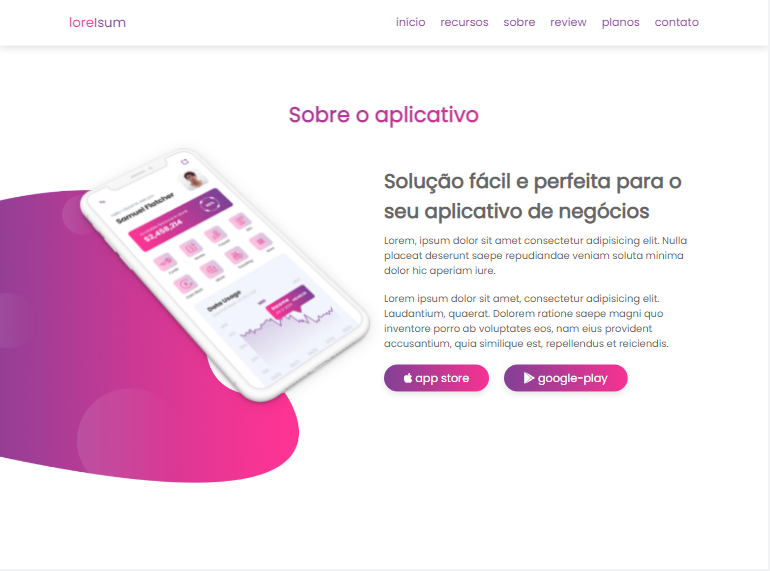 loreIsum
início recursos sobre review planos contato
Sobre o aplicativo
Samuel Flatcher
$2,458,214
Data Usage
Solução fácil e perfeita para o
seu aplicativo de negócios
Lorem, ipsum dolor sit amet consectetur adipisicing elit. Nulla
placeat deserunt saepe repudiandae veniam soluta minima
dolor hic aperiam iure.
Lorem ipsum dolor sit amet, consectetur adipisicing elit.
Laudantium, quaerat. Dolorem ratione saepe magni quo
inventore porro ab voluptates eos, nam eius provident
accusantium, quia similique est, repellendus et reiciendis.
app store
google-play